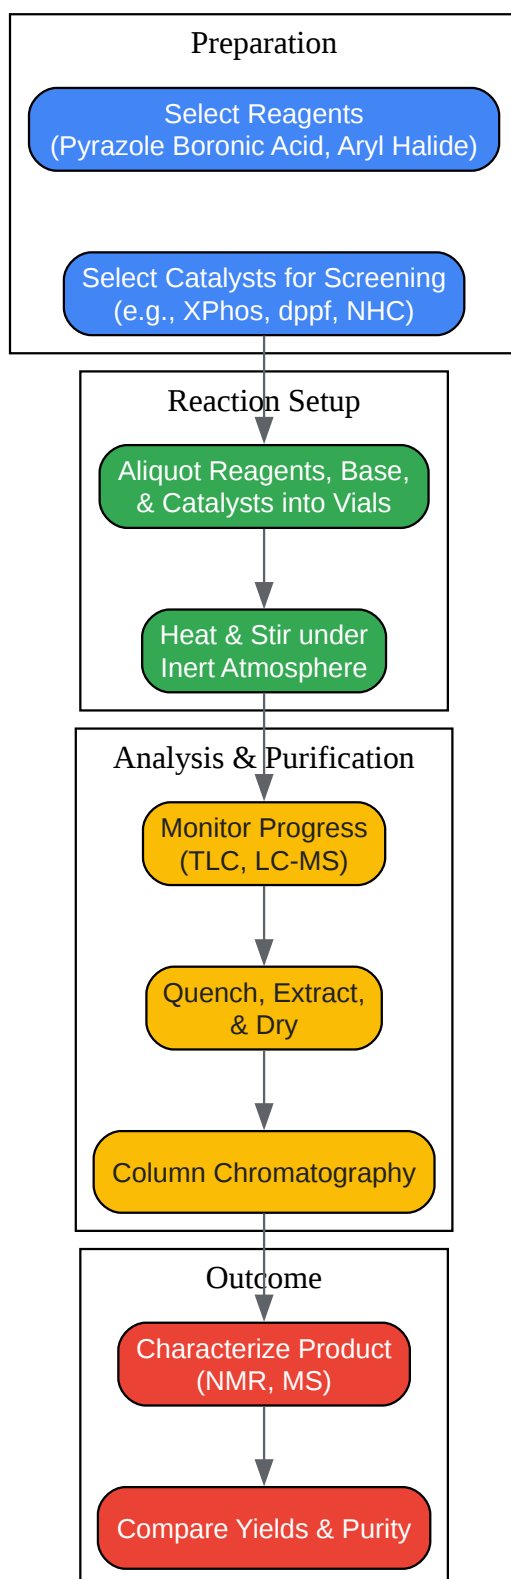 Preparation
Select Reagents
(Pyrazole Boronic Acid, Aryl Halide)
Select Catalysts for Screening
(e.g., XPhos, dppf, NHC)
Reaction Setup
Aliquot Reagents, Base,
& Catalysts into Vials
Heat & Stir under
Inert Atmosphere
Analysis & Purification
Monitor Progress
(TLC, LC-MS)
Quench, Extract,
& Dry
Column Chromatography
Outcome
Characterize Product
(NMR, MS)
Compare Yields & Purity